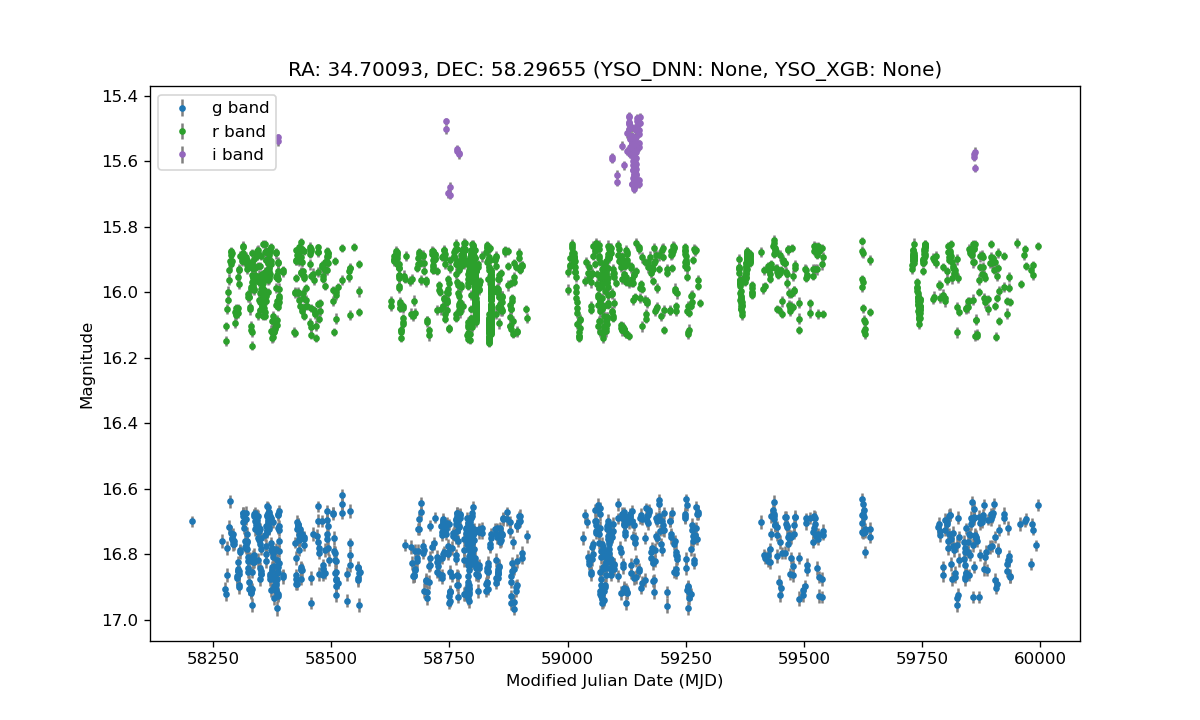 RA: 34.70093, DEC: 58.29655 (YSO_DNN: None, YSO_XGB: None)
g band
r band
i band
15.4
15.6
15.8
16.0
16.2
16.4
16.6
16.8
17.0
Magnitude
58250 58500 58750 59000 59250 59500 59750 60000
Modified Julian Date (MJD)